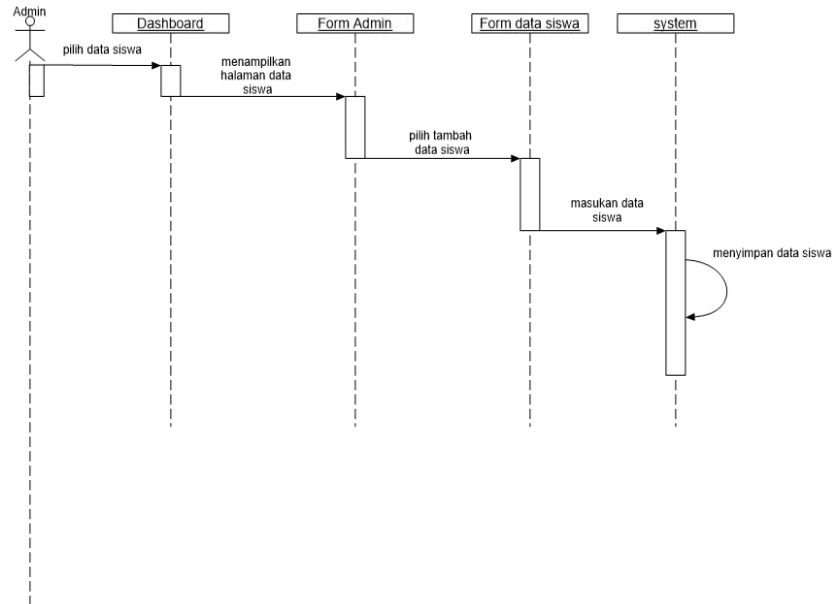 Admin
Dashboard
Form Admin
Form data siswa
system
pilih data siswa
menampilkan
halaman data
siswa
pilih tambah
data siswa
masukan data
siswa
menyimpan data siswa